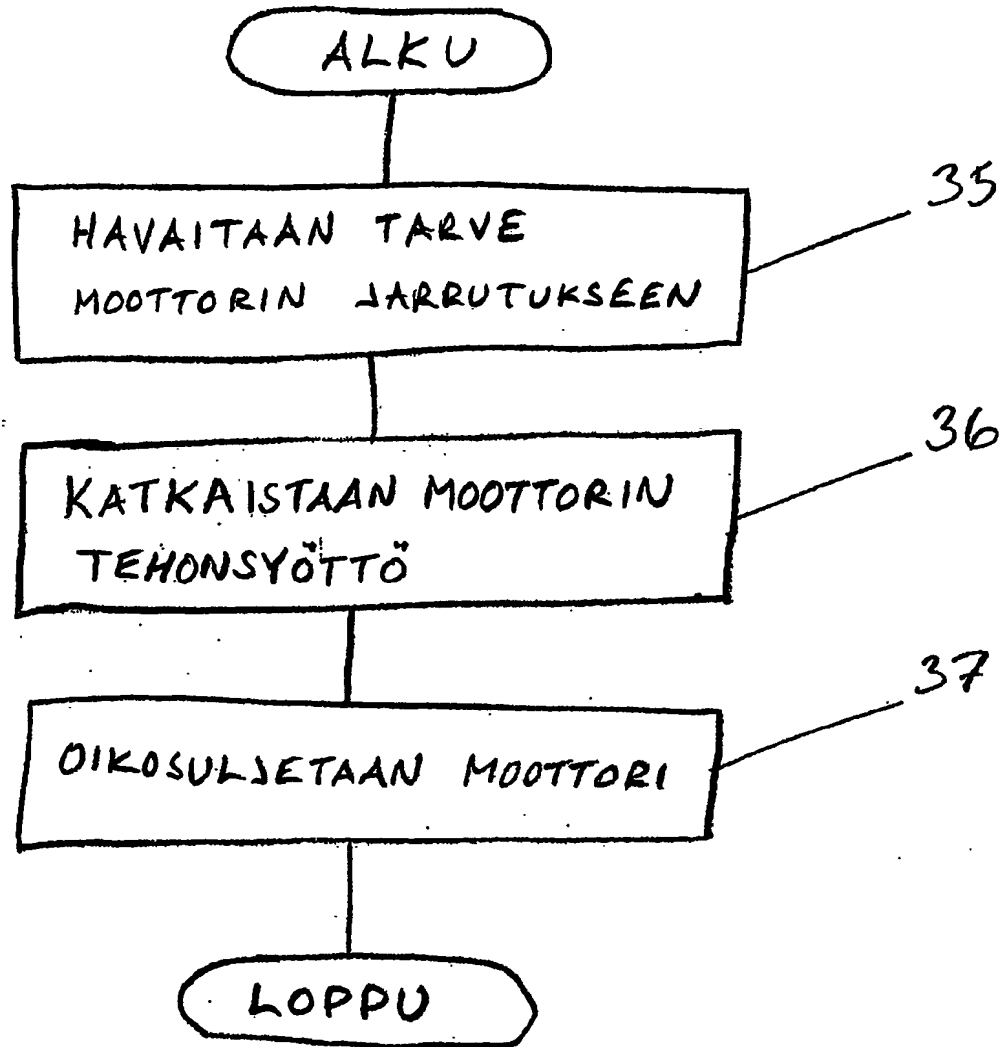 ALKU
HAVAITAAN TARVE
MOOTTORIN JARRUTUKSEEN
35
KATKAISTAAN MOOTTORIN
TEHONSYÖTTÖ
36
OIKOSULJETAAN MOOTTORI
37
LOPPU